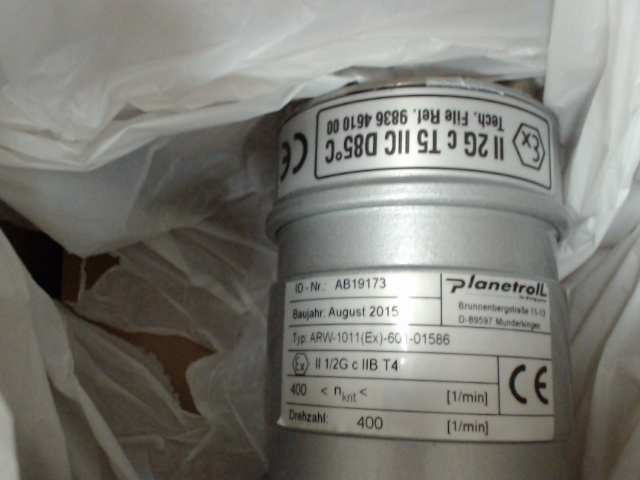 II 2G c T5 IIC D85°C
Tech. File Ref. 9836 4610 00
Ex
CE
ID-Nr.: AB19173
Planetroll
Baujahr: August 2015
Brunnenbergstraße 11-13
D-89597 Munderkingen
Typ: ARW-1011(Ex)-601-01586
Ex II 1/2G c IIB T4
CE
400 < nkrit < [1/min]
Drehzahl: 400 [1/min]